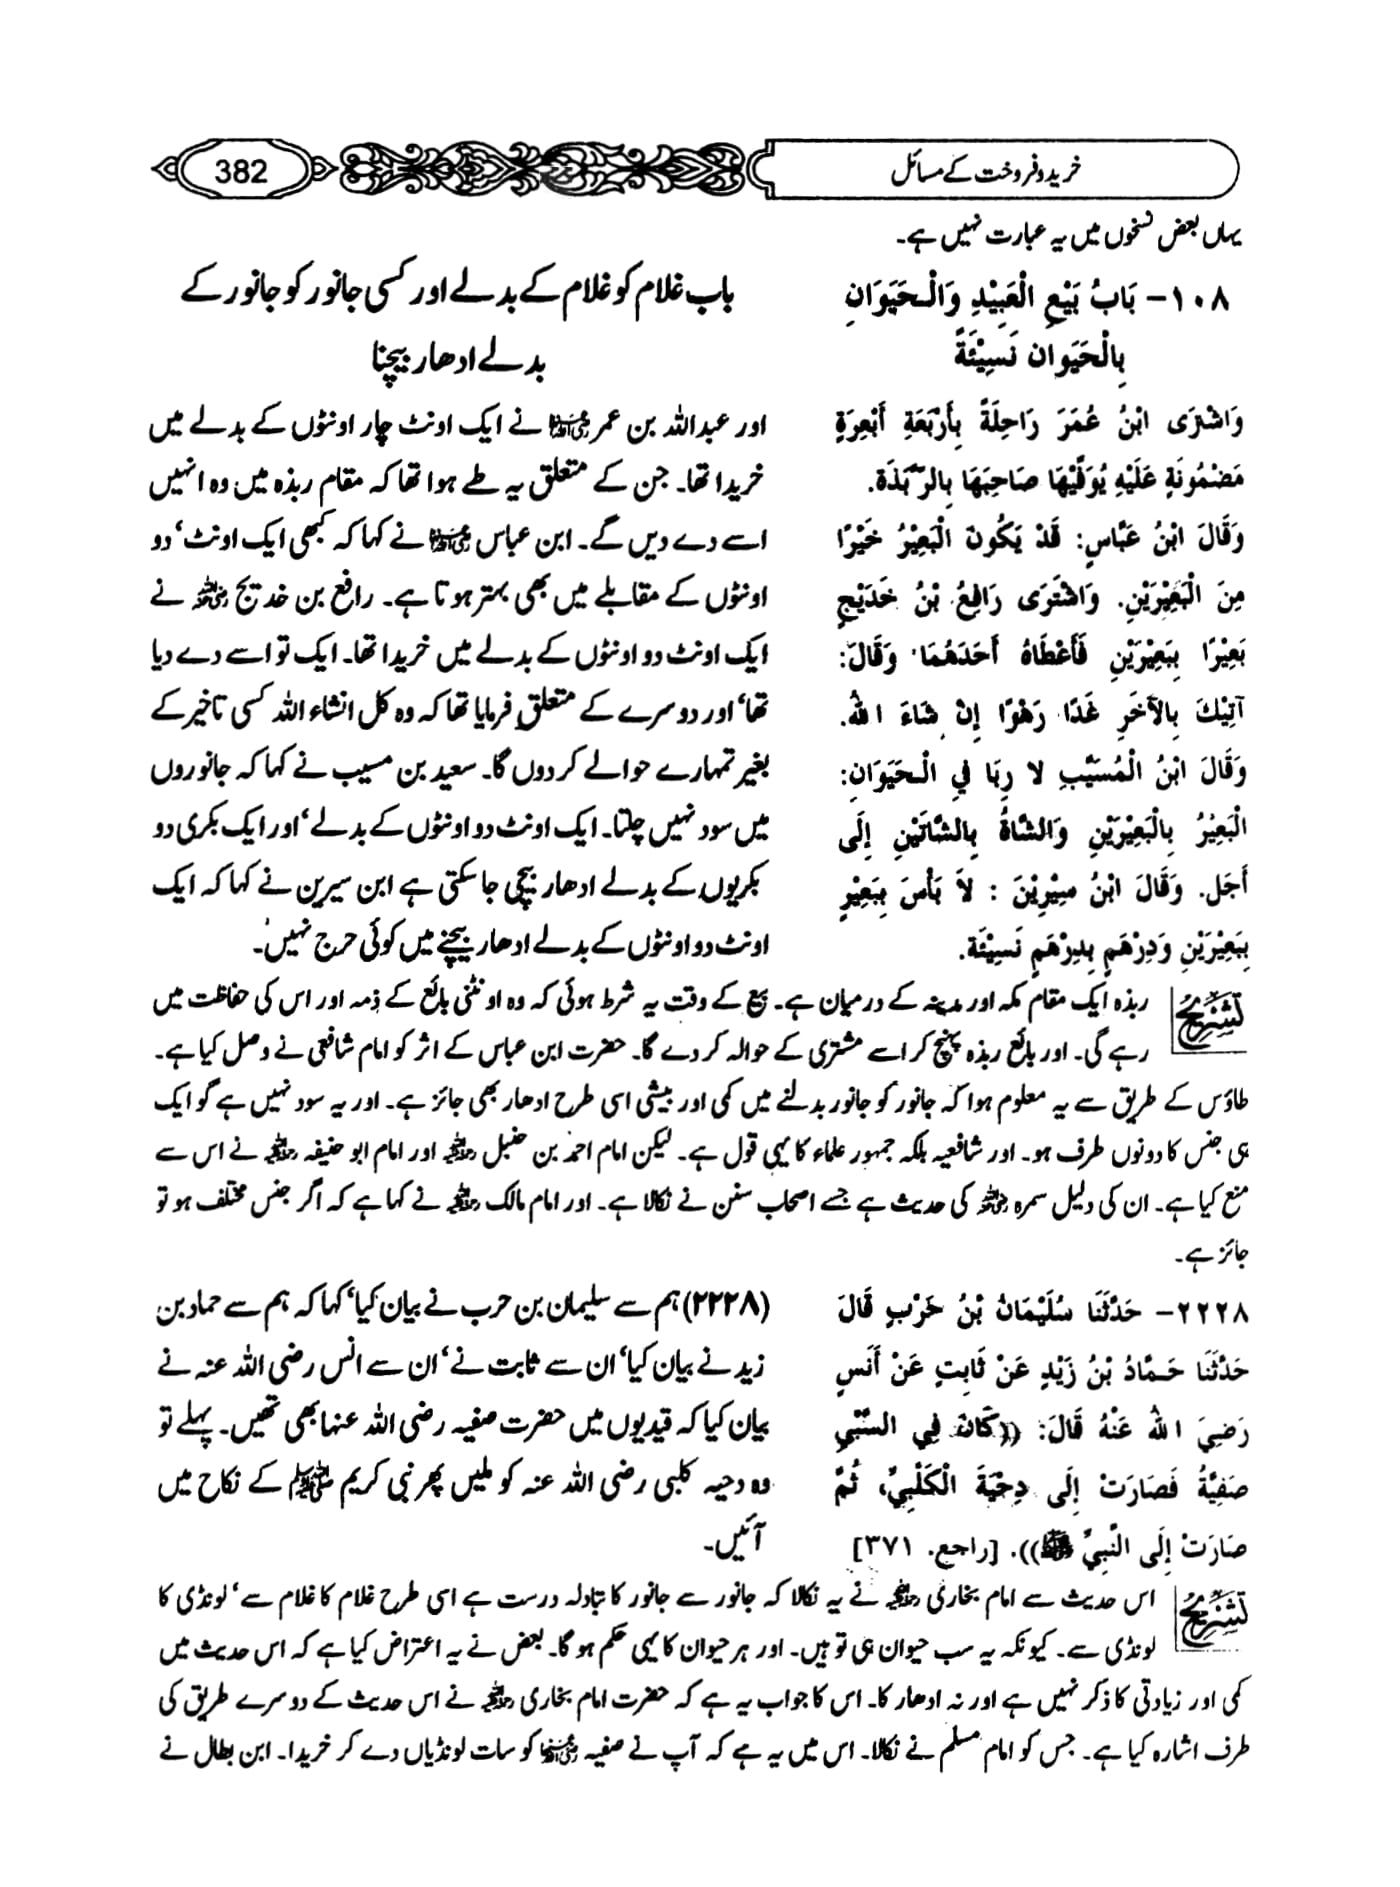 خرید و فروخت کے مسائل
382
یہاں بعض نسخوں میں یہ عبارت نہیں ہے۔
١٠٨- بَابُ بَيْعِ الْعَبِيْدِ وَالْـحَيَوَانِ
بِالْحَيَوانِ نَسِيْئَةً
وَاشْتَرَى ابْنُ عُمَرَ رَاحِلَةً بِأَرْبَعَةِ أَبْعِرَةٍ
مَضْمُونَةٍ عَلَيْهِ يُوَفِّيْهَا صَاحِبَهَا بِالرَّبَذَةِ.
وَقَالَ ابْنُ عَبَّاسٍ: قَدْ يَكُونُ الْبَعِيْرُ خَيْرًا
مِنَ الْبَعِيْرَيْنِ. وَاشْتَرَى رَافِعُ بْنُ خَدِيْجٍ
بَعِيْرًا بِبَعِيْرَيْنِ فَأَعْطَاهُ أَحَدَهُمَا وَقَالَ:
آتِيْكَ بِالآخَرِ غَدًا رَهْوًا إِنْ شَاءَ اللهُ.
وَقَالَ ابْنُ الْمُسَيَّبِ لا رِبَا فِي الْـحَيَوَانِ:
الْبَعِيْرُ بِالْبَعِيْرَيْنِ وَالشَّاةُ بِالشَّاتَيْنِ إِلَى
أَجَلٍ. وَقَالَ ابْنُ سِيْرِيْنَ : لاَ بَأْسَ بِبَعِيْرٍ
بِبَعِيْرَيْنِ وَدِرْهَمٍ بِدِرْهَمٍ نَسِيْئَةً.
باب غلام کو غلام کے بدلے اور کسی جانور کو جانور کے
بدلے ادھار بیچنا
اور عبداللہ بن عمر رضی اللہ عنہما نے ایک اونٹ چار اونٹوں کے بدلے میں
خریدا تھا۔ جن کے متعلق یہ طے ہوا تھا کہ مقام ربذہ میں وہ انہیں
اسے دے دیں گے۔ ابن عباس رضی اللہ عنہما نے کہا کہ کبھی ایک اونٹ‘ دو
اونٹوں کے مقابلے میں بھی بہتر ہوتا ہے۔ رافع بن خدیج رضی اللہ عنہ نے
ایک اونٹ دو اونٹوں کے بدلے میں خریدا تھا۔ ایک تو اسے دے دیا
تھا‘ اور دوسرے کے متعلق فرمایا تھا کہ وہ کل انشاء اللہ کسی تاخیر کے
بغیر تمہارے حوالے کر دوں گا۔ سعید بن مسیب نے کہا کہ جانوروں
میں سود نہیں چلتا۔ ایک اونٹ دو اونٹوں کے بدلے‘ اور ایک بکری دو
بکریوں کے بدلے ادھار بیچی جا سکتی ہے ابن سیرین نے کہا کہ ایک
اونٹ دو اونٹوں کے بدلے ادھار بیچنے میں کوئی حرج نہیں۔
تشریح ربذہ ایک مقام مکہ اور مدینہ کے درمیان ہے۔ بیع کے وقت یہ شرط ہوئی کہ وہ اونٹنی بائع کے ذمہ اور اس کی حفاظت میں
رہے گی۔ اور بائع ربذہ پہنچ کر اسے مشتری کے حوالہ کر دے گا۔ حضرت ابن عباس کے اثر کو امام شافعی نے وصل کیا ہے۔
طاؤس کے طریق سے یہ معلوم ہوا کہ جانور کو جانور بدلنے میں کمی اور بیشی اسی طرح ادھار بھی جائز ہے۔ اور یہ سود نہیں ہے گو ایک
ہی جنس کا دونوں طرف ہو۔ اور شافعیہ بلکہ جمہور علماء کا یہی قول ہے۔ لیکن امام احمد بن حنبل رحمہ اللہ اور امام ابو حنیفہ رحمہ اللہ نے اس سے
منع کیا ہے۔ ان کی دلیل سمرہ رضی اللہ عنہ کی حدیث ہے جسے اصحاب سنن نے نکالا ہے۔ اور امام مالک رحمہ اللہ نے کہا ہے کہ اگر جنس مختلف ہو تو
جائز ہے۔
٢٢٢٨- حَدَّثَنَا سُلَيْمَانُ بْنُ حَرْبٍ قَالَ
حَدَّثَنَا حَمَّادُ بْنُ زَيْدٍ عَنْ ثَابِتٍ عَنْ أَنَسٍ
رَضِيَ اللهُ عَنْهُ قَالَ: ((كَانَ فِي السَّبْيِ
صَفِيَّةُ فَصَارَتْ إِلَى دِحْيَةَ الْكَلْبِيِّ، ثُمَّ
صَارَتْ إِلَى النَّبِيِّ ﷺ)). [راجع. ٣٧١]
(۲۲۲۸) ہم سے سلیمان بن حرب نے بیان کیا‘ کہا کہ ہم سے حماد بن
زید نے بیان کیا‘ ان سے ثابت نے‘ ان سے انس رضی اللہ عنہ نے
بیان کیا کہ قیدیوں میں حضرت صفیہ رضی اللہ عنہا بھی تھیں۔ پہلے تو
وہ دحیہ کلبی رضی اللہ عنہ کو ملیں پھر نبی کریم ﷺ کے نکاح میں
آئیں۔
تشریح اس حدیث سے امام بخاری رحمہ اللہ نے یہ نکالا کہ جانور سے جانور کا تبادلہ درست ہے اسی طرح غلام کا غلام سے‘ لونڈی کا
لونڈی سے۔ کیونکہ یہ سب حیوان ہی تو ہیں۔ اور ہر حیوان کا یہی حکم ہو گا۔ بعض نے یہ اعتراض کیا ہے کہ اس حدیث میں
کمی اور زیادتی کا ذکر نہیں ہے اور نہ ادھار کا۔ اس کا جواب یہ ہے کہ حضرت امام بخاری رحمہ اللہ نے اس حدیث کے دوسرے طریق کی
طرف اشارہ کیا ہے۔ جس کو امام مسلم نے نکالا۔ اس میں یہ ہے کہ آپ نے صفیہ رضی اللہ عنہا کو سات لونڈیاں دے کر خریدا۔ ابن بطال نے